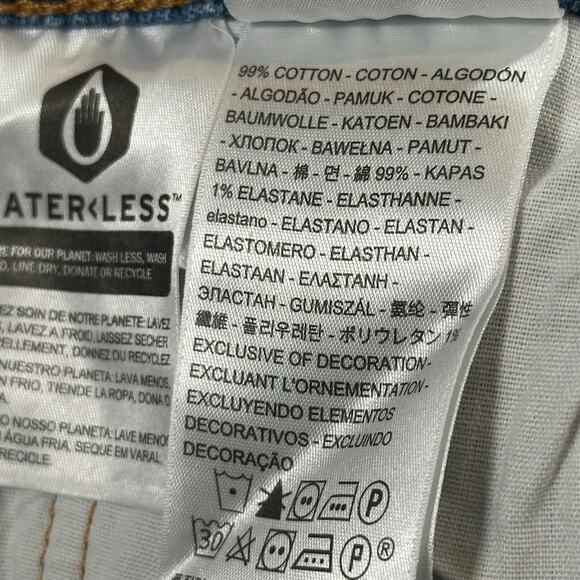 ATER<LESS™
E FOR OUR PLANET: WASH LESS, WASH
D, LINE DRY, DONATE OR RECYCLE
EZ SOIN DE NOTRE PLANETE: LAVEZ
S, LAVEZ A FROID, LAISSEZ SECHER
ELLEMENT, DONNEZ OU RECYCLEZ
NUESTRO PLANETA: LAVA MENOS,
N FRIO, TIENDE LA ROPA, DONA O
A.
O NOSSO PLANETA: LAVE MENOS
ÁGUA FRIA, SEQUE EM VARAL,
RECICLE
99% COTTON - COTON - ALGODÓN
- ALGODÃO - PAMUK - COTONE -
BAUMWOLLE - KATOEN - BAMBAKI
- ХЛОПОК - BAWEŁNA - PAMUT -
BAVLNA - 棉 - 면 - 綿 99% - KAPAS
1% ELASTANE - ELASTHANNE -
elastano - ELASTANO - ELASTAN -
ELASTOMERO - ELASTHAN -
ELASTAAN - ΕΛΑΣΤΑΝΗ -
ЭЛАСТАН - GUMISZÁL - 氨纶 - 彈性
纖維 - 폴리우레탄 - ポリウレタン 1%
EXCLUSIVE OF DECORATION -
EXCLUANT L'ORNEMENTATION -
EXCLUYENDO ELEMENTOS
DECORATIVOS - EXCLUINDO
DECORAÇÃO
P
30 P ®